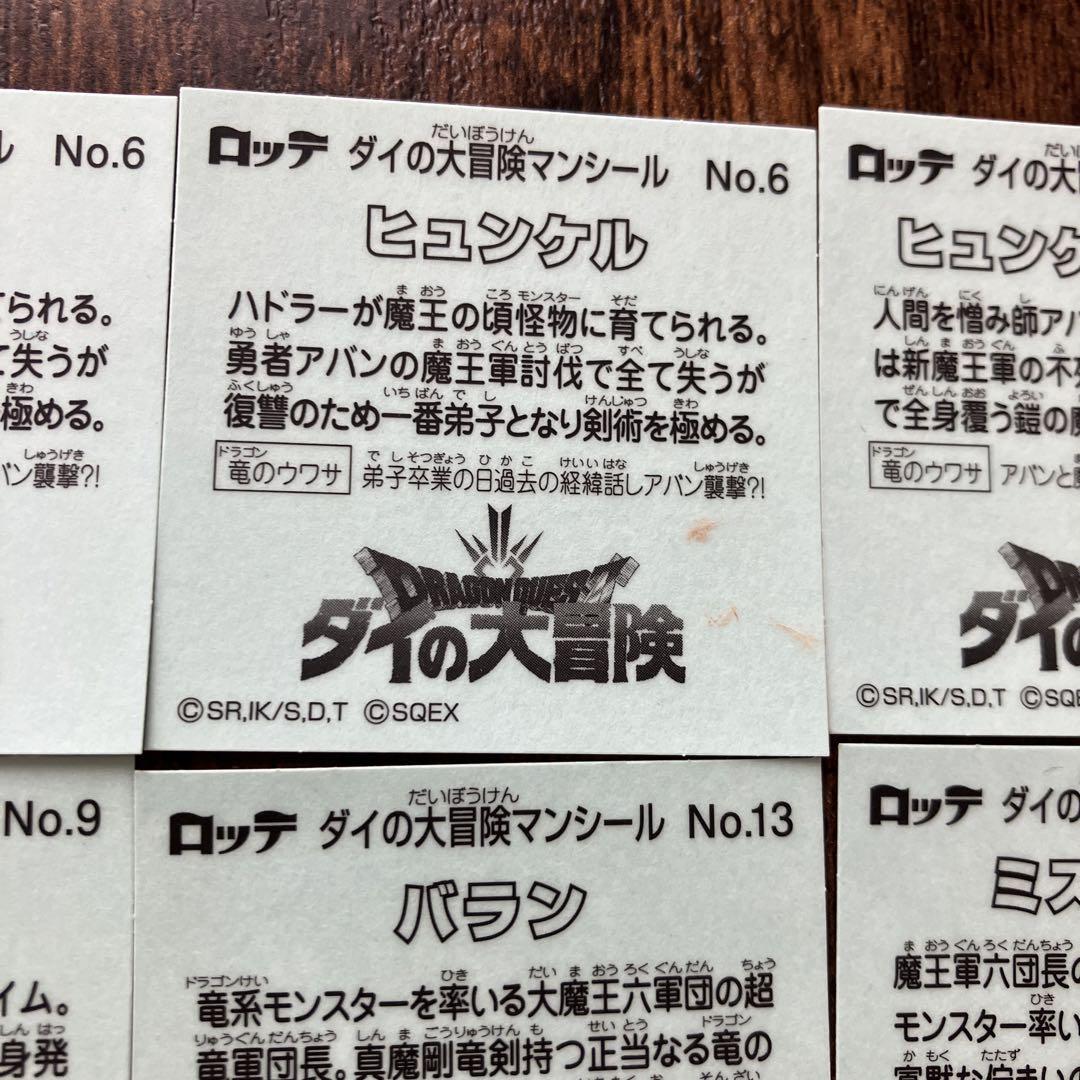 No.6
られる。
失うが
極める。
バン襲撃?!
ロッテ ダイの大冒険マンシール No.6
ヒュンケル
ハドラーが魔王の頃怪物に育てられる。
勇者アバンの魔王軍討伐で全て失うが
復讐のため一番弟子となり剣術を極める。
竜のウワサ 弟子卒業の日過去の経緯話しアバン襲撃?!
DRAGON QUEST
ダイの大冒険
©SR,IK/S,D,T ©SQEX
ロッテ ダイの大
ヒュンケ
人間を憎み師アバ
は新魔王軍の不
で全身覆う鎧の
竜のウワサ アバンと
ダイの
©SR,IK/S,D,T ©SQE
No.9
イム。
身発
ロッテ ダイの大冒険マンシール No.13
バラン
竜系モンスターを率いる大魔王六軍団の超
竜軍団長。真魔剛竜剣持つ正当なる竜の
ロッテ ダイの
ミス
魔王軍六団長の
モンスター率い
寡黙な佇まいの